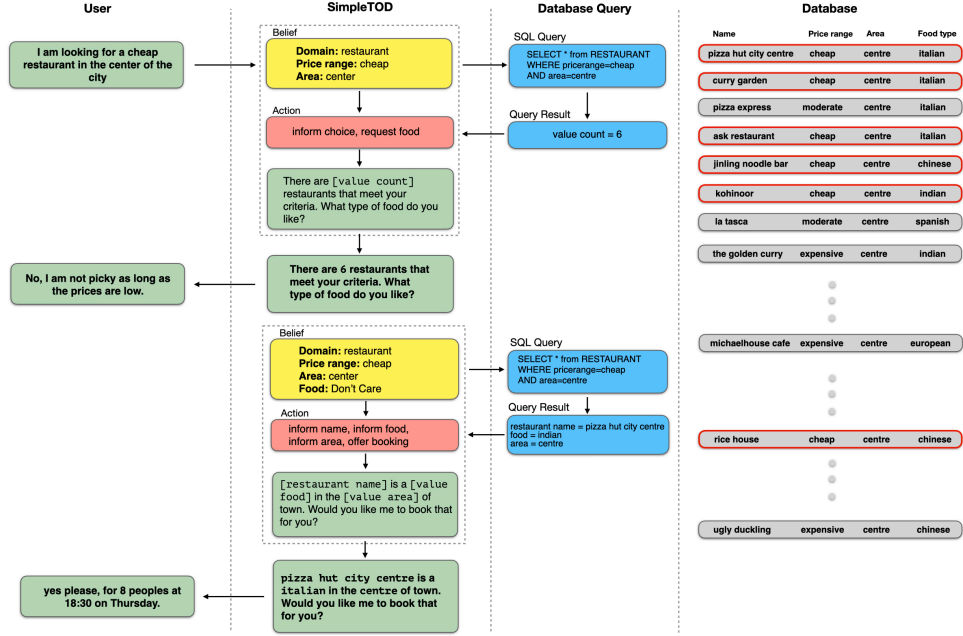 User
SimpleTOD
Database Query
Database
I am looking for a cheap
restaurant in the center of the
city
Belief
Domain: restaurant
Price range: cheap
Area: center
Action
inform choice, request food
There are [value count]
restaurants that meet your
criteria. What type of food do you
like?
There are 6 restaurants that
meet your criteria. What
type of food do you like?
No, I am not picky as long as
the prices are low.
Belief
Domain: restaurant
Price range: cheap
Area: center
Food: Don't Care
Action
inform name, inform food,
inform area, offer booking
[restaurant name] is a [value
food] in the [value area] of
town. Would you like me to book that
for you?
pizza hut city centre is a
italian in the centre of town.
Would you like me to book that
for you?
yes please, for 8 peoples at
18:30 on Thursday.
SQL Query
SELECT * from RESTAURANT
WHERE pricerange=cheap
AND area=centre
Query Result
value count = 6
SQL Query
SELECT * from RESTAURANT
WHERE pricerange=cheap
AND area=centre
Query Result
restaurant name = pizza hut city centre
food = indian
area = centre
Name Price range Area Food type
pizza hut city centre cheap centre italian
curry garden cheap centre italian
pizza express moderate centre italian
ask restaurant cheap centre italian
jinling noodle bar cheap centre chinese
kohinoor cheap centre indian
la tasca moderate centre spanish
the golden curry expensive centre indian
michaelhouse cafe expensive centre european
rice house cheap centre chinese
ugly duckling expensive centre chinese